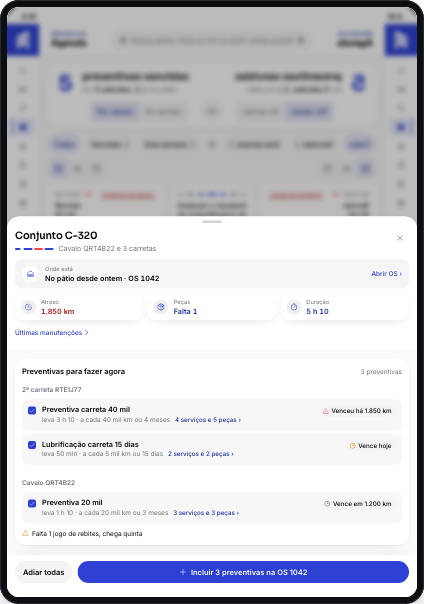 Conjunto C-320
Cavalo QRT4B22 e 3 carretas
Onde está
No pátio desde ontem · OS 1042
Abrir OS ›
Atraso
1.850 km
Peças
Falta 1
Duração
5 h 10
Últimas manutenções ›
Preventivas para fazer agora
3 preventivas
2ª carreta RTE1J77
Preventiva carreta 40 mil
leva 3 h 10 · a cada 40 mil km ou 4 meses 4 serviços e 5 peças ›
Venceu há 1.850 km
Lubrificação carreta 15 dias
leva 50 min · a cada 5 mil km ou 15 dias 2 serviços e 2 peças ›
Vence hoje
Cavalo QRT4B22
Preventiva 20 mil
leva 1 h 10 · a cada 20 mil km ou 3 meses 3 serviços e 3 peças ›
Vence em 1.200 km
Falta 1 jogo de rebites, chega quinta
Adiar todas
+ Incluir 3 preventivas na OS 1042